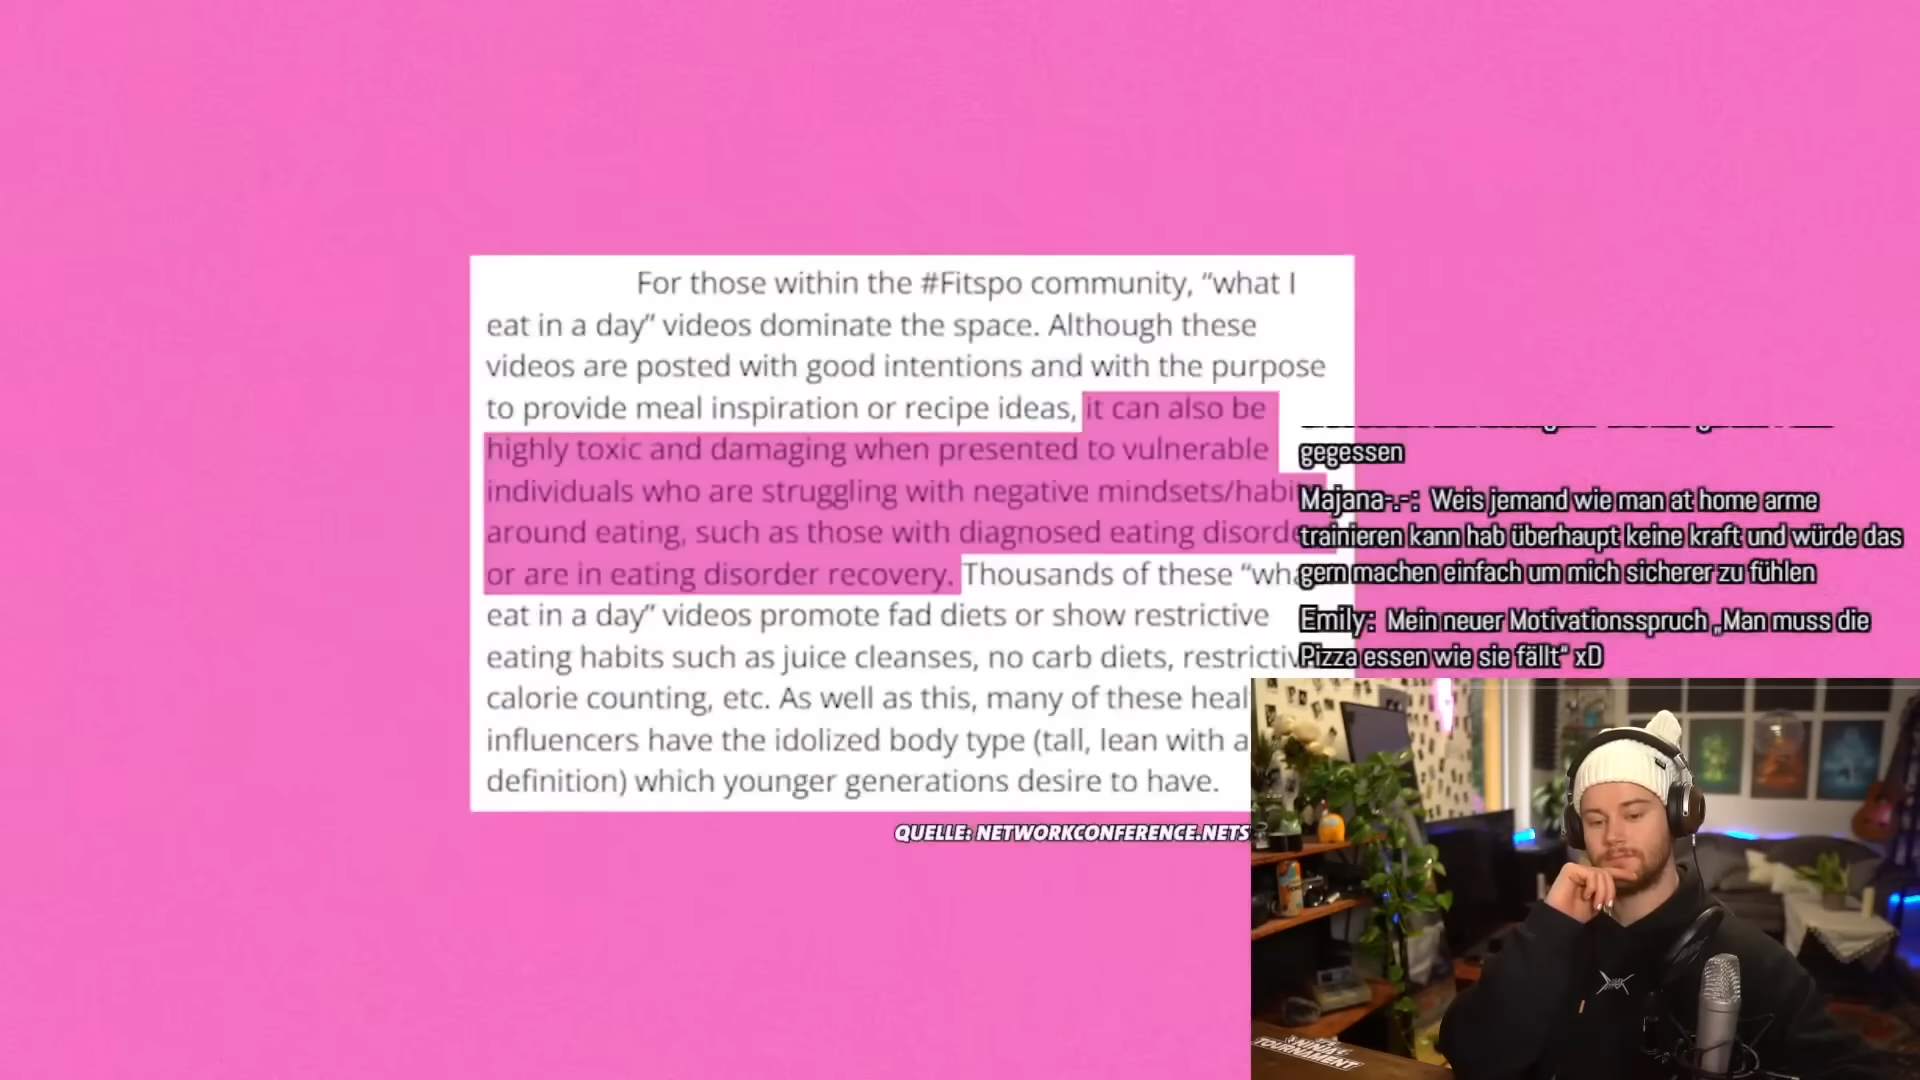 For those within the #Fitspo community, “what I
eat in a day” videos dominate the space. Although these
videos are posted with good intentions and with the purpose
to provide meal inspiration or recipe ideas, it can also be
highly toxic and damaging when presented to vulnerable
individuals who are struggling with negative mindsets/habi
around eating, such as those with diagnosed eating disorde
or are in eating disorder recovery. Thousands of these “wha
eat in a day” videos promote fad diets or show restrictive
eating habits such as juice cleanses, no carb diets, restrictiv
calorie counting, etc. As well as this, many of these heal
influencers have the idolized body type (tall, lean with a
definition) which younger generations desire to have.
QUELLE: NETWORKCONFERENCE.NETS
gegessen
Majana-.-: Weis jemand wie man at home arme
trainieren kann hab überhaupt keine kraft und würde das
gern machen einfach um mich sicherer zu fühlen
Emily: Mein neuer Motivationsspruch „Man muss die
Pizza essen wie sie fällt“ xD
NINJA
TOURNAMENT